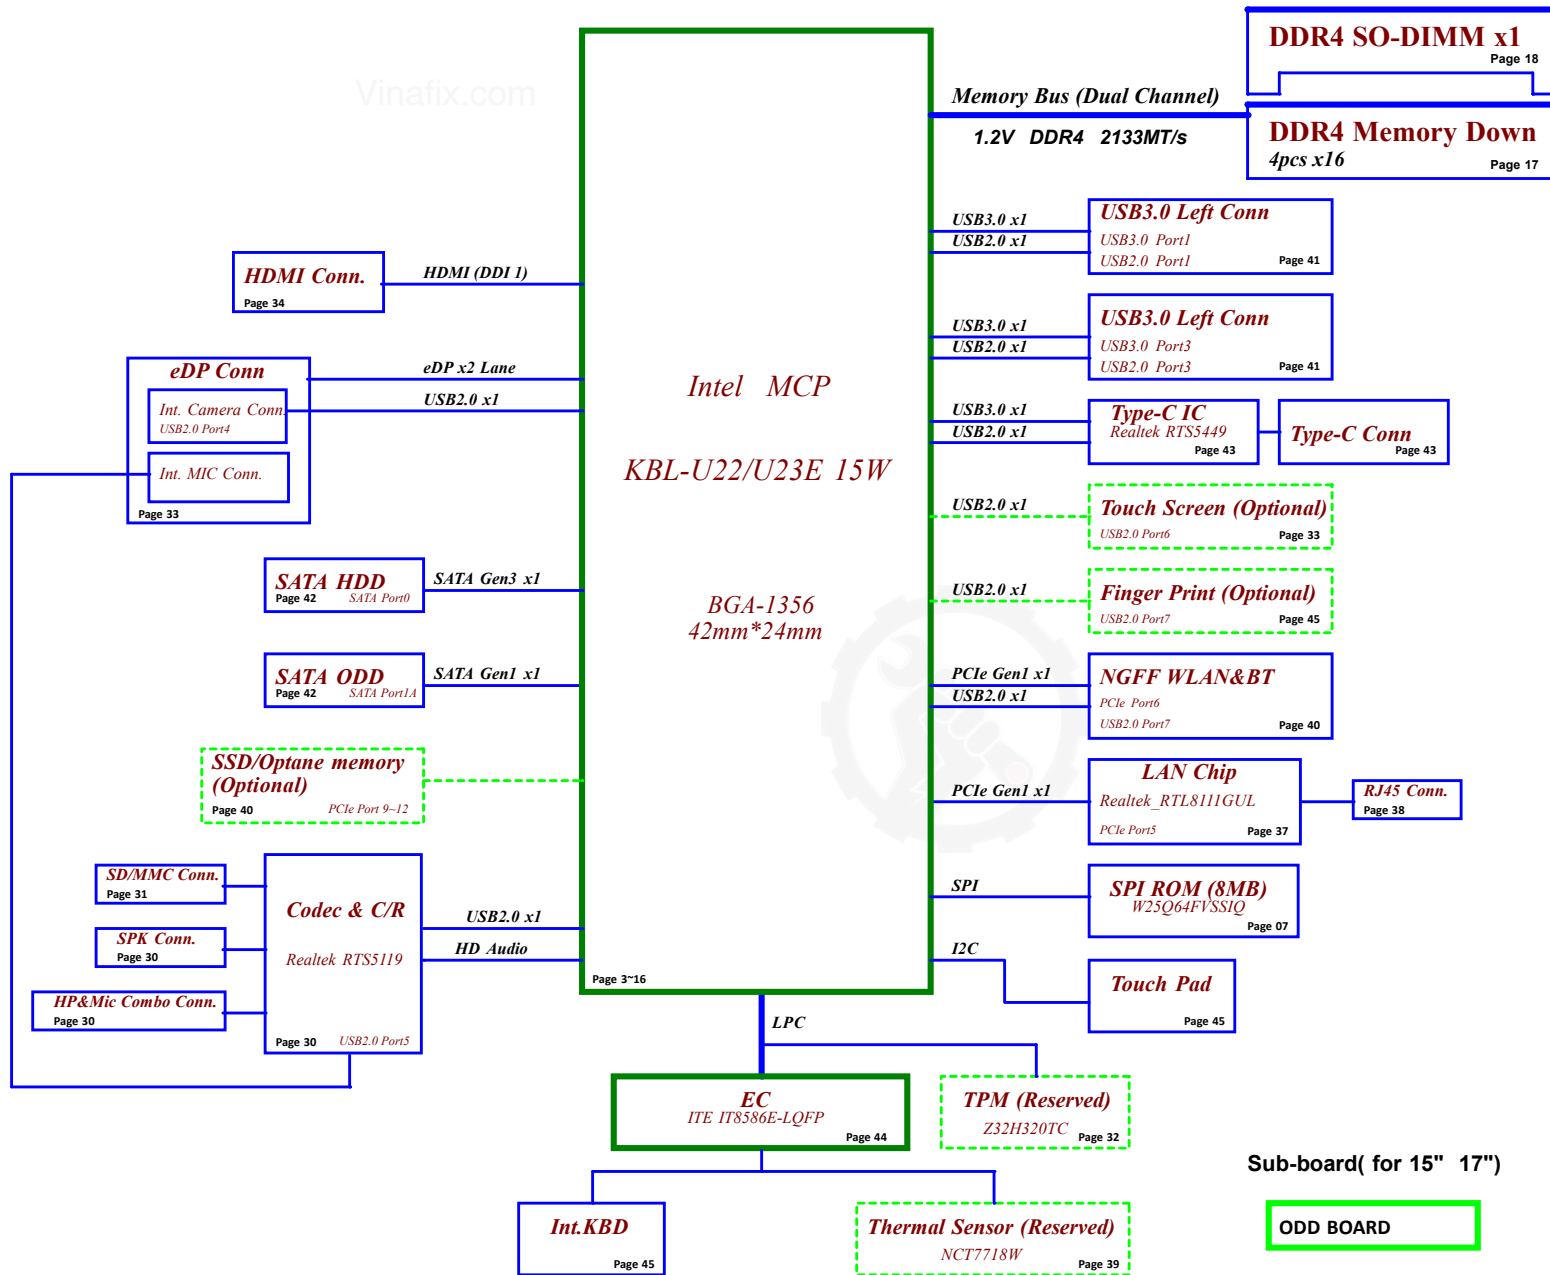 Vinafix.com
DDR4 SO-DIMM x1
Page 18
Memory Bus (Dual Channel)
1.2V DDR4 2133MT/s
DDR4 Memory Down
4pcs x16
Page 17
USB3.0 x1
USB2.0 x1
USB3.0 Left Conn
USB3.0 Port1
USB2.0 Port1
Page 41
HDMI Conn.
Page 34
HDMI (DDI 1)
USB3.0 x1
USB2.0 x1
USB3.0 Left Conn
USB3.0 Port3
USB2.0 Port3
Page 41
eDP Conn
Int. Camera Conn.
USB2.0 Port4
Int. MIC Conn.
Page 33
eDP x2 Lane
USB2.0 x1
Intel MCP
KBL-U22/U23E 15W
BGA-1356
42mm*24mm
Page 3~16
USB3.0 x1
USB2.0 x1
Type-C IC
Realtek RTS5449
Page 43
Type-C Conn
Page 43
USB2.0 x1
Touch Screen (Optional)
USB2.0 Port6
Page 33
SATA HDD
Page 42
SATA Port0
SATA Gen3 x1
USB2.0 x1
Finger Print (Optional)
USB2.0 Port7
Page 45
SATA ODD
Page 42
SATA Port1A
SATA Gen1 x1
PCIe Gen1 x1
USB2.0 x1
NGFF WLAN&BT
PCIe Port6
USB2.0 Port7
Page 40
SSD/Optane memory
(Optional)
Page 40
PCIe Port 9~12
PCIe Gen1 x1
LAN Chip
Realtek_RTL8111GUL
PCIe Port5
Page 37
RJ45 Conn.
Page 38
SD/MMC Conn.
Page 31
SPK Conn.
Page 30
HP&Mic Combo Conn.
Page 30
Codec & C/R
Realtek RTS5119
Page 30
USB2.0 Port5
USB2.0 x1
HD Audio
SPI
SPI ROM (8MB)
W25Q64FVSSIQ
Page 07
I2C
Touch Pad
Page 45
LPC
EC
ITE IT8586E-LQFP
Page 44
TPM (Reserved)
Z32H320TC
Page 32
Int.KBD
Page 45
Thermal Sensor (Reserved)
NCT7718W
Page 39
Sub-board( for 15" 17")
ODD BOARD